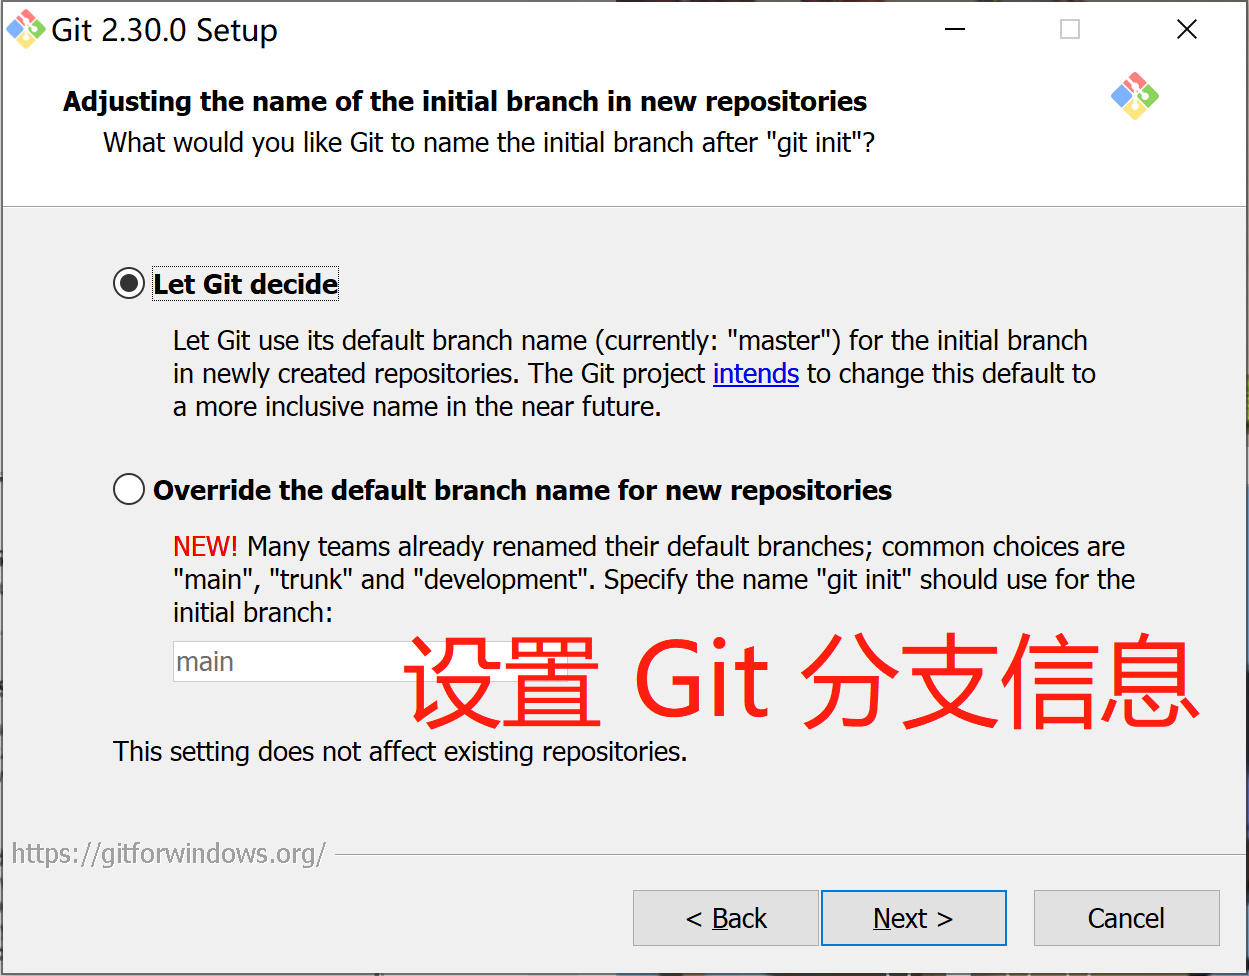 Git 2.30.0 Setup
Adjusting the name of the initial branch in new repositories
What would you like Git to name the initial branch after "git init"?
Let Git decide
Let Git use its default branch name (currently: "master") for the initial branch
in newly created repositories. The Git project intends to change this default to
a more inclusive name in the near future.
Override the default branch name for new repositories
NEW! Many teams already renamed their default branches; common choices are
"main", "trunk" and "development". Specify the name "git init" should use for the
initial branch:
main
设置 Git 分支信息
This setting does not affect existing repositories.
https://gitforwindows.org/
< Back
Next >
Cancel